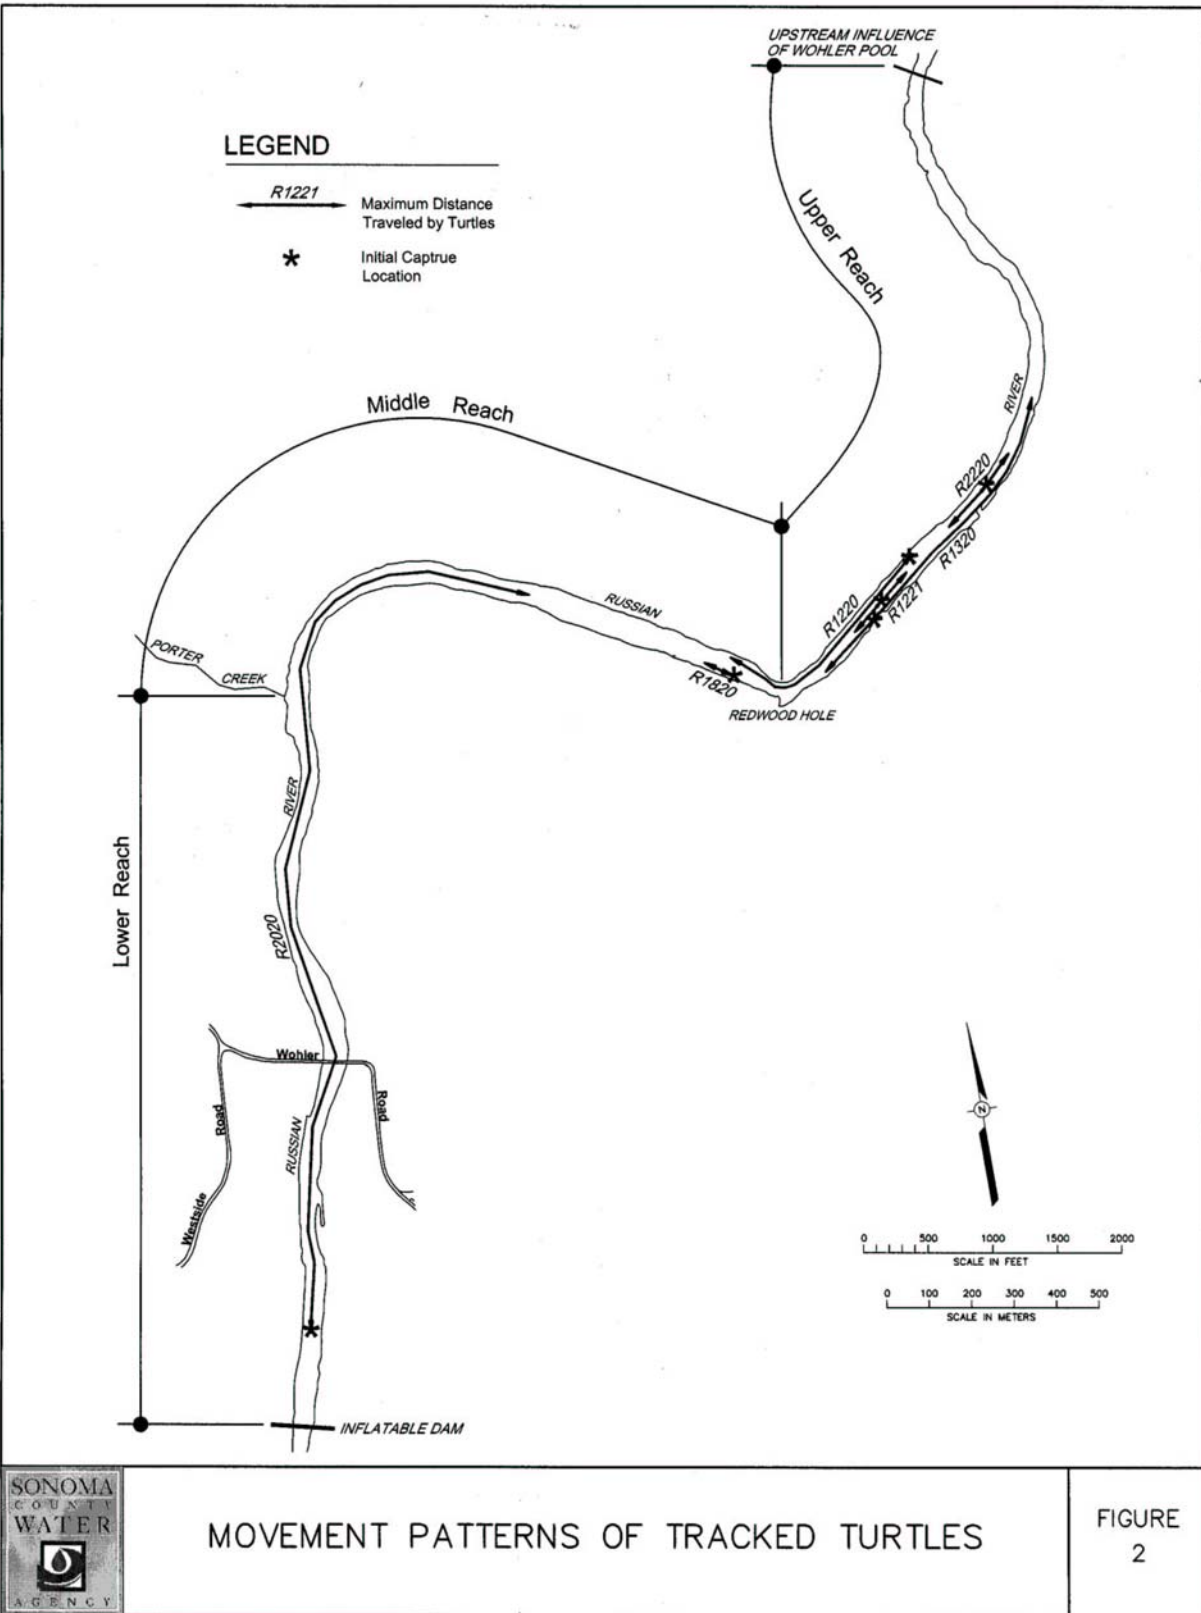 UPSTREAM INFLUENCE
OF WOHLER POOL
LEGEND
R1221
Maximum Distance
Traveled by Turtles
Initial Captrue
Location
Upper Reach
Middle Reach
RIVER
R2220
R1320
R1220
R1221
RUSSIAN
R1820
REDWOOD HOLE
PORTER
CREEK
RIVER
Lower Reach
R2020
Wohler
Road
Road
RUSSIAN
Westside
N
0 500 1000 1500 2000
SCALE IN FEET
0 100 200 300 400 500
SCALE IN METERS
INFLATABLE DAM
SONOMA
COUNTY
WATER
AGENCY
MOVEMENT PATTERNS OF TRACKED TURTLES
FIGURE
2